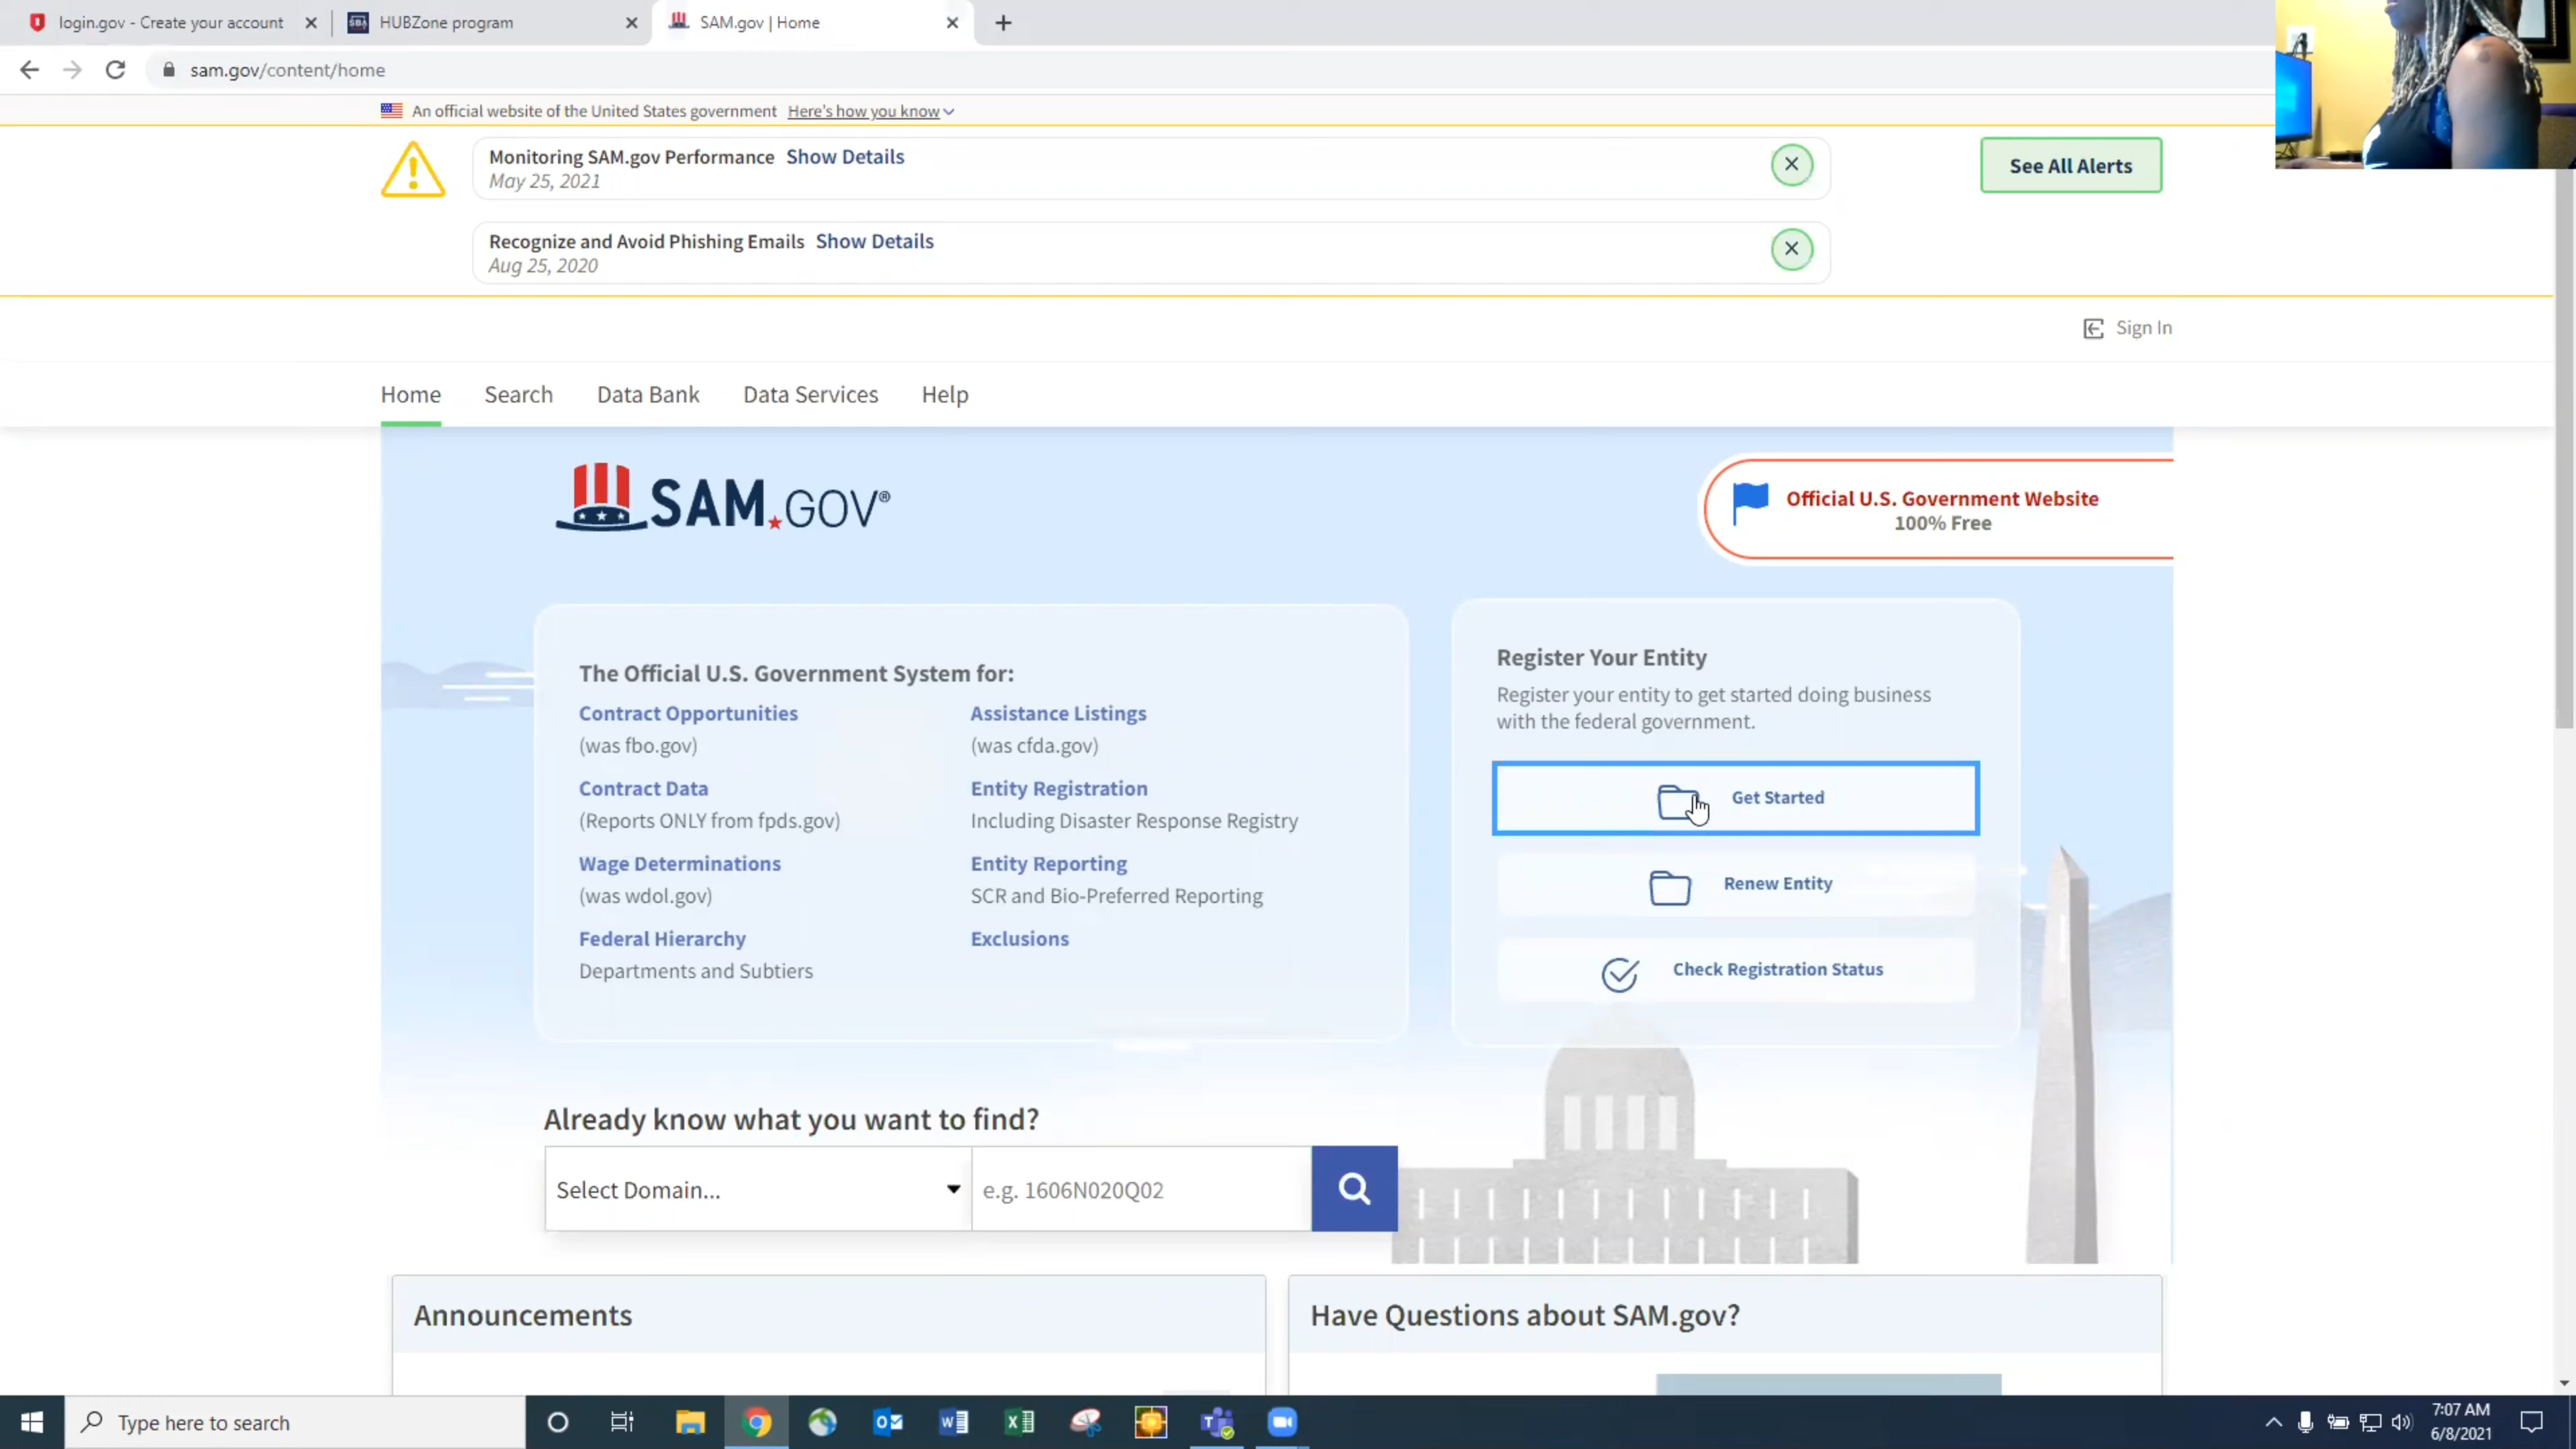 login.gov - Create your account
HUBZone program
SAM.gov | Home
sam.gov/content/home
An official website of the United States government Here's how you know
Monitoring SAM.gov Performance Show Details
May 25, 2021
See All Alerts
Recognize and Avoid Phishing Emails Show Details
Aug 25, 2020
Sign In
Home Search Data Bank Data Services Help
SAM.GOV®
Official U.S. Government Website
100% Free
The Official U.S. Government System for:
Contract Opportunities
(was fbo.gov)
Contract Data
(Reports ONLY from fpds.gov)
Wage Determinations
(was wdol.gov)
Federal Hierarchy
Departments and Subtiers
Assistance Listings
(was cfda.gov)
Entity Registration
Including Disaster Response Registry
Entity Reporting
SCR and Bio-Preferred Reporting
Exclusions
Register Your Entity
Register your entity to get started doing business
with the federal government.
Get Started
Renew Entity
Check Registration Status
Already know what you want to find?
Select Domain...
e.g. 1606N020Q02
Announcements
Have Questions about SAM.gov?
Type here to search
7:07 AM
6/8/2021